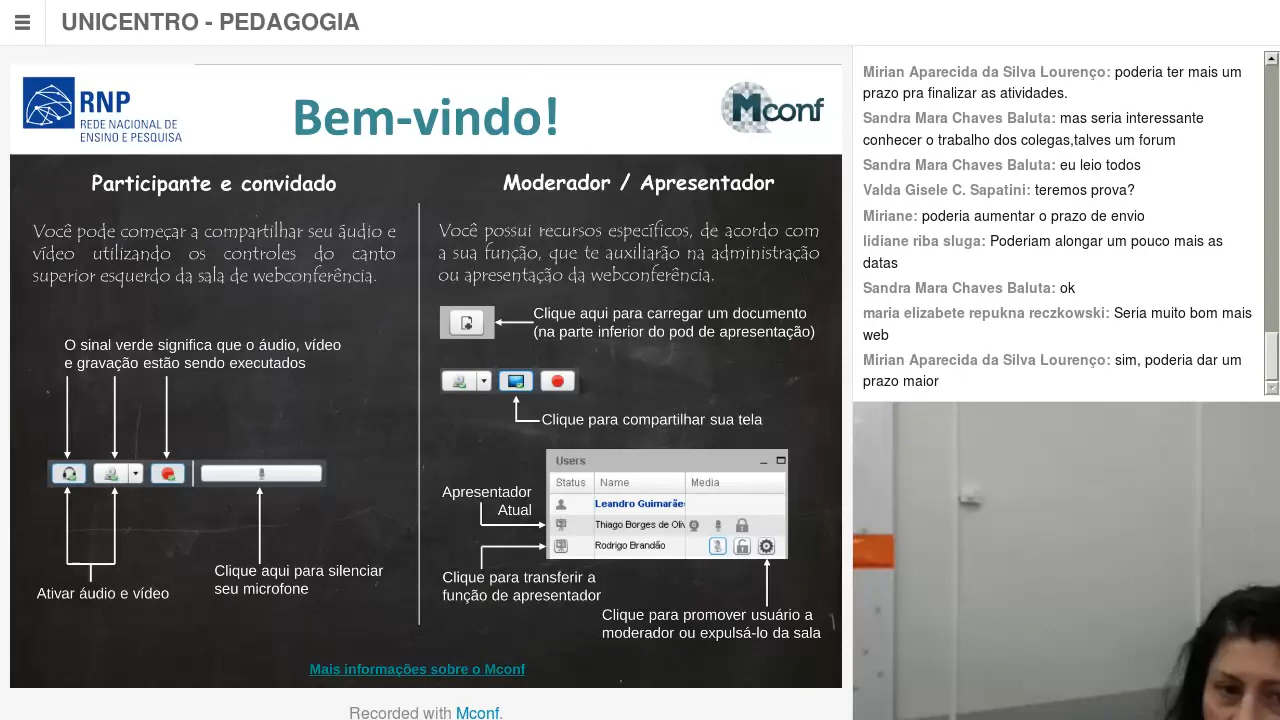 UNICENTRO - PEDAGOGIA
RNP
REDE NACIONAL DE
ENSINO E PESQUISA
Bem-vindo!
Mconf
Participante e convidado
Você pode começar a compartilhar seu áudio e
vídeo utilizando os controles do canto
superior esquerdo da sala de webconferência.
O sinal verde significa que o áudio, vídeo
e gravação estão sendo executados
Ativar áudio e vídeo
Clique aqui para silenciar
seu microfone
Moderador / Apresentador
Você possui recursos específicos, de acordo com
a sua função, que te auxiliarão na administração
ou apresentação da webconferência.
Clique aqui para carregar um documento
(na parte inferior do pod de apresentação)
Clique para compartilhar sua tela
Users
Status Name Media
Leandro Guimarães
Thiago Borges de Oliv
Rodrigo Brandão
Apresentador
Atual
Clique para transferir a
função de apresentador
Clique para promover usuário a
moderador ou expulsá-lo da sala
Mais informações sobre o Mconf
Recorded with Mconf.
Mirian Aparecida da Silva Lourenço: poderia ter mais um
prazo pra finalizar as atividades.
Sandra Mara Chaves Baluta: mas seria interessante
conhecer o trabalho dos colegas,talves um forum
Sandra Mara Chaves Baluta: eu leio todos
Valda Gisele C. Sapatini: teremos prova?
Miriane: poderia aumentar o prazo de envio
lidiane riba sluga: Poderiam alongar um pouco mais as
datas
Sandra Mara Chaves Baluta: ok
maria elizabete repukna reczkowski: Seria muito bom mais
web
Mirian Aparecida da Silva Lourenço: sim, poderia dar um
prazo maior